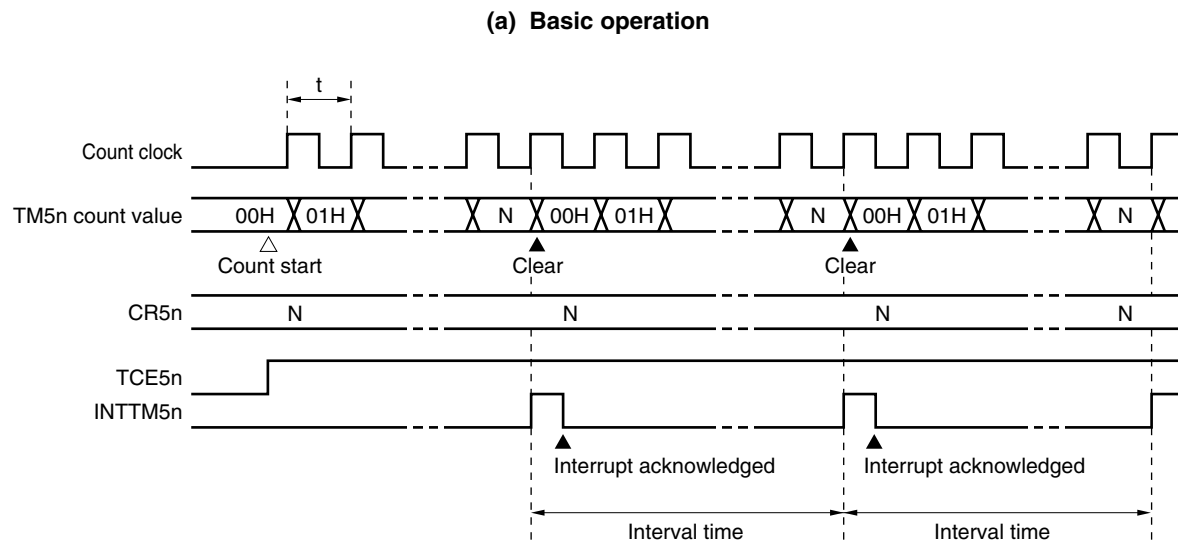 (a) Basic operation
t
Count clock
TM5n count value
00H 01H N 00H 01H N 00H 01H N
Count start Clear Clear
CR5n
N N N N
TCE5n
INTTM5n
Interrupt acknowledged Interrupt acknowledged
Interval time Interval time